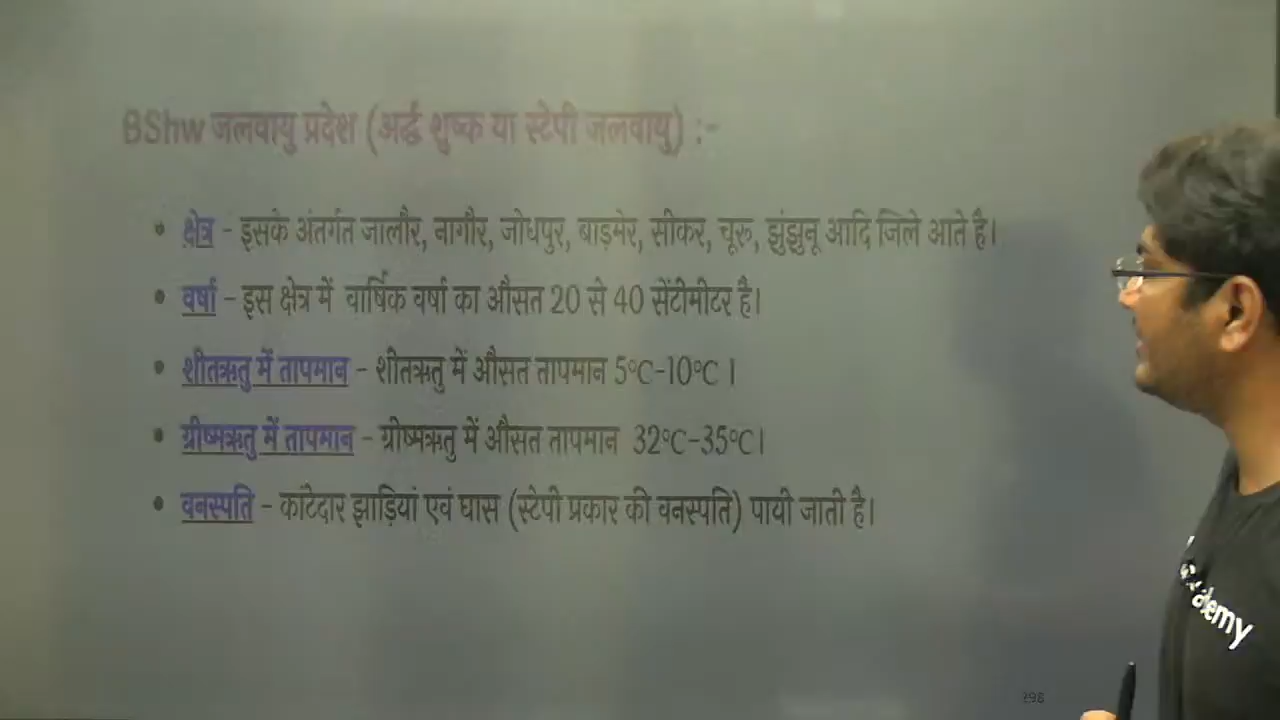 BShw जलवायु प्रदेश (अर्द्ध शुष्क या स्टेपी जलवायु) :-
• क्षेत्र - इसके अंतर्गत जालौर, नागौर, जोधपुर, बाड़मेर, सीकर, चूरू, झुंझुनू आदि जिले आते है।
• वर्षा - इस क्षेत्र में वार्षिक वर्षा का औसत 20 से 40 सेंटीमीटर है।
• शीतऋतु में तापमान - शीतऋतु में औसत तापमान 5°C-10°C ।
• ग्रीष्मऋतु में तापमान - ग्रीष्मऋतु में औसत तापमान 32°C-35°C।
• वनस्पति - कांटेदार झाड़ियां एवं घास (स्टेपी प्रकार की वनस्पति) पायी जाती है।